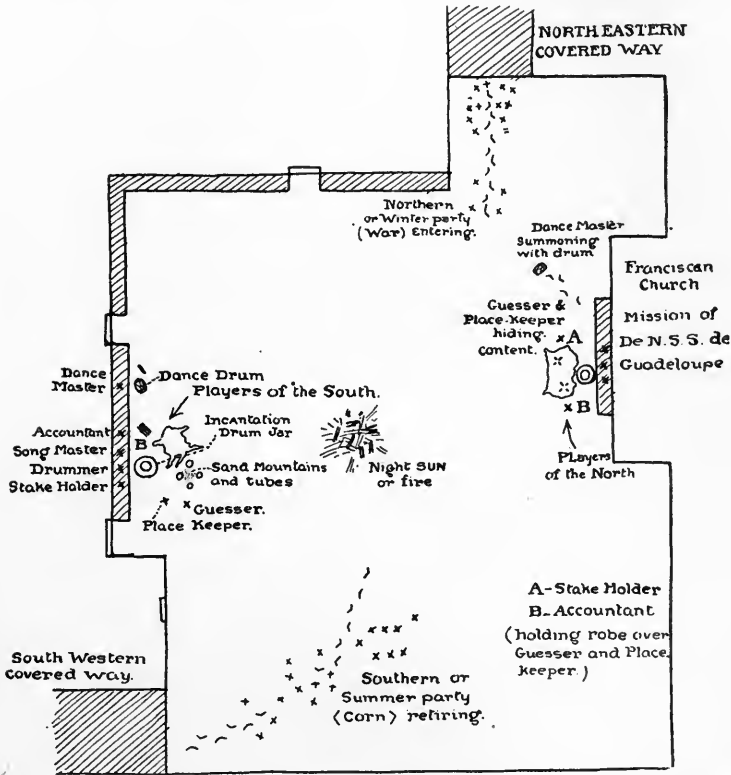 NORTH EASTERN
COVERED WAY
Northern
or Winter party
(War) Entering.
Dance Master
Summoning
with drum
Franciscan
Church
Mission of
De N.S.S. de
Guadeloupe
Guesser &
Place-Keeper
hiding.
content.
A
B
Players
of the North
Dance
Master
Dance Drum
Players of the South.
Accountant
B
Song Master
Drummer
Stake Holder
Incantation
Drum Jar
Sand Mountains
and tubes
Guesser.
Place Keeper.
Night SUN
or fire
A-Stake Holder
B-Accountant
(holding robe over
Guesser and Place
keeper.)
South Western
Covered Way.
Southern or
Summer party
(Corn) retiring.